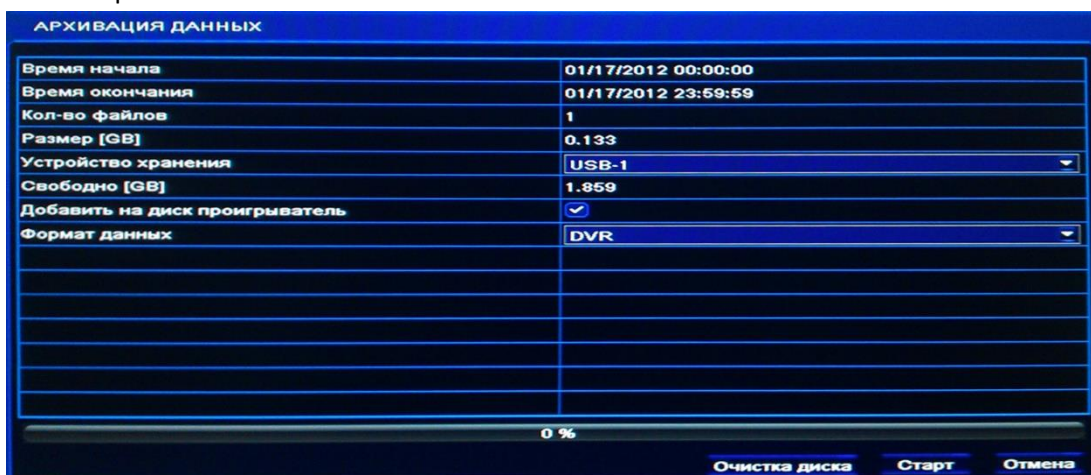 АРХИВАЦИЯ ДАННЫХ
Время начала 01/17/2012 00:00:00
Время окончания 01/17/2012 23:59:59
Кол-во файлов 1
Размер [GB] 0.133
Устройство хранения USB-1
Свободно [GB] 1.859
Добавить на диск проигрыватель
Формат данных DVR
0 %
Очистка диска Старт Отмена